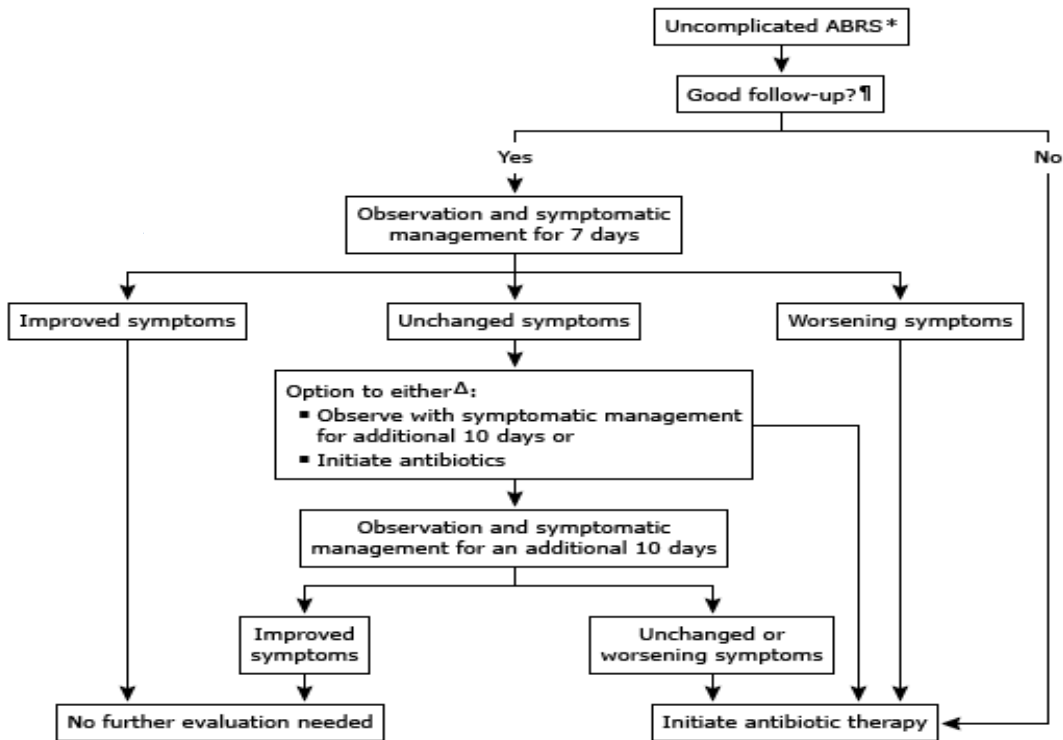 Uncomplicated ABRS*
Good follow-up?¶
Yes
No
Observation and symptomatic
management for 7 days
Improved symptoms
Unchanged symptoms
Worsening symptoms
Option to either Δ:
▪ Observe with symptomatic management
for additional 10 days or
▪ Initiate antibiotics
Observation and symptomatic
management for an additional 10 days
Improved
symptoms
Unchanged or
worsening symptoms
No further evaluation needed
Initiate antibiotic therapy